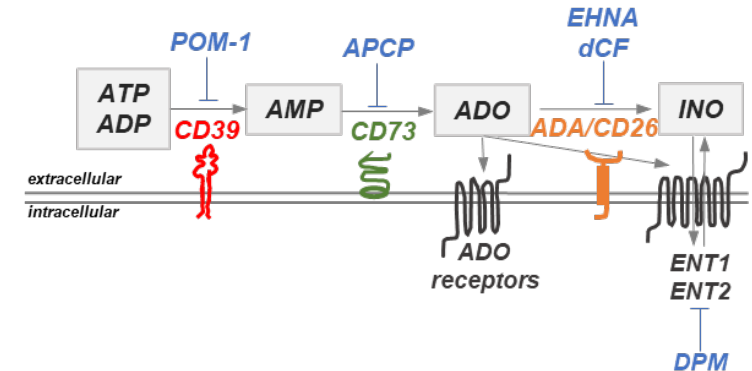 POM-1
APCP
EHNA
dCF
ATP
ADP
AMP
ADO
INO
CD39
CD73
ADA/CD26
extracellular
intracellular
ADO
receptors
ENT1
ENT2
DPM